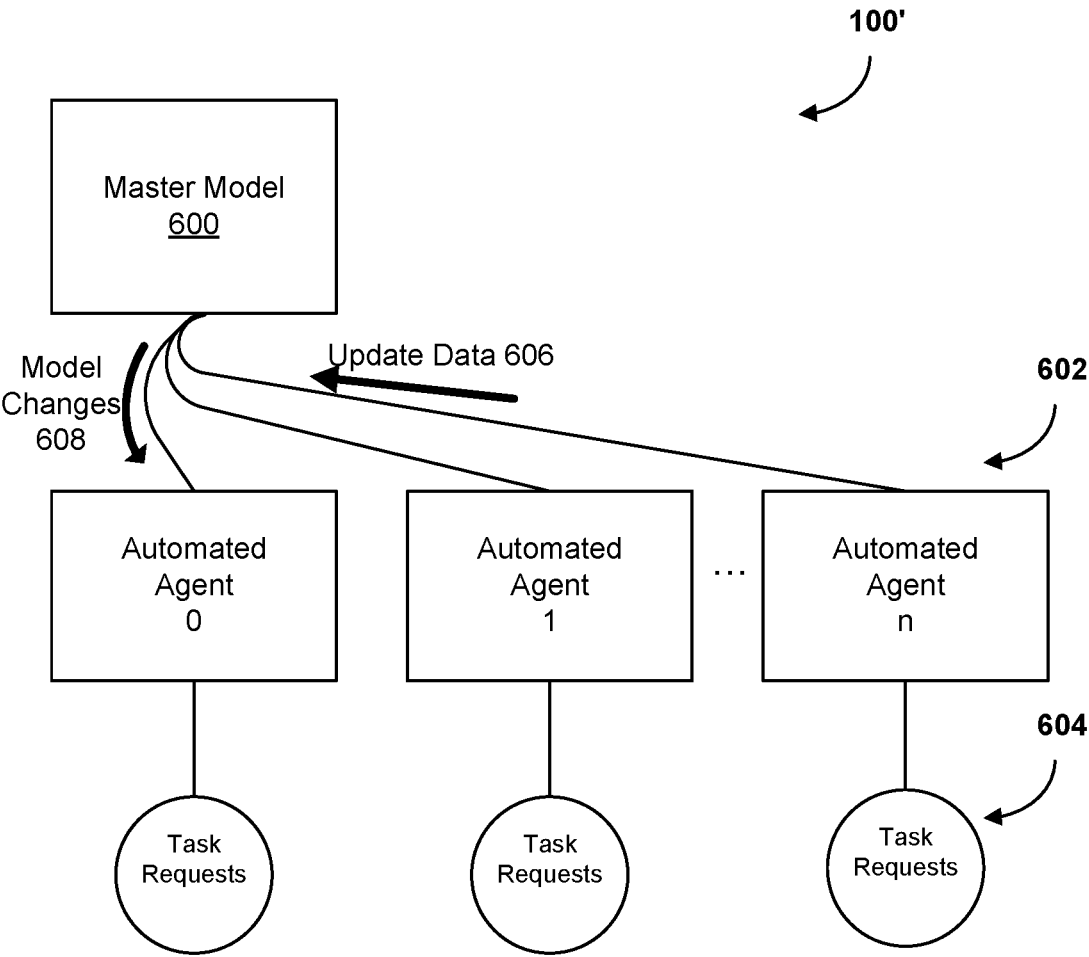 100'
Master Model
600
Model
Changes
608
Update Data 606
602
Automated
Agent
0
Automated
Agent
1
...
Automated
Agent
n
604
Task
Requests
Task
Requests
Task
Requests